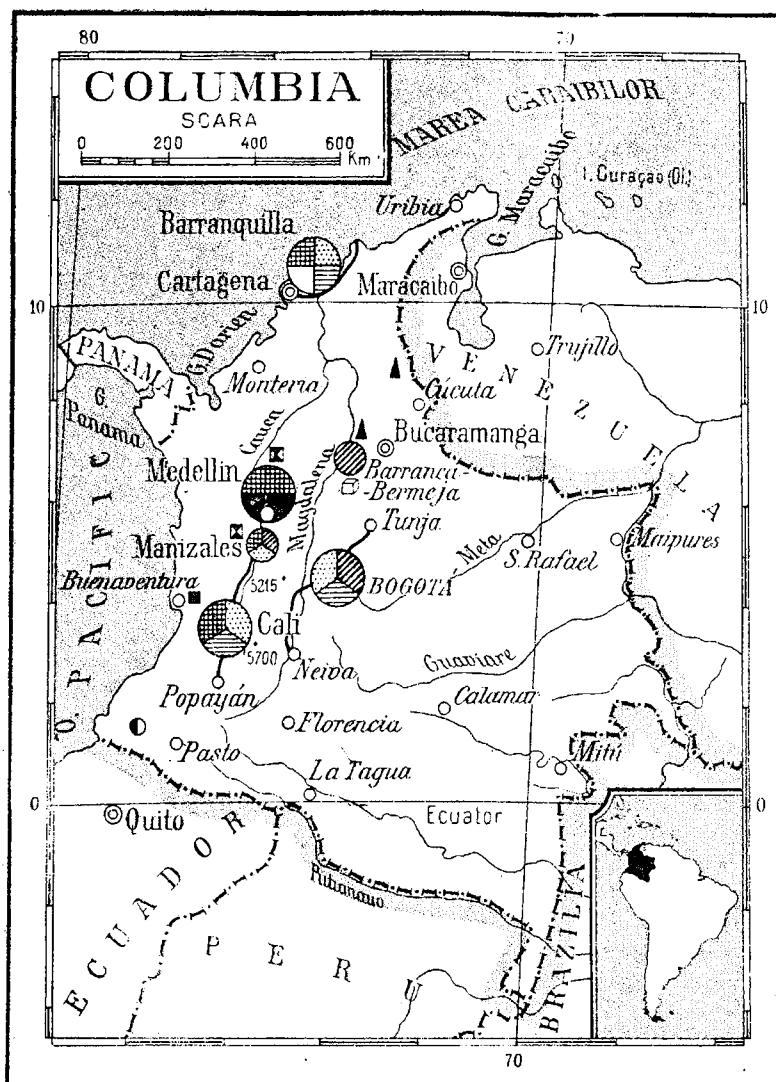 80
70
COLUMBIA
SCARA
0 200 400 600
Km
MAREA CARAIBILOR
I. Curaçao (Ol.)
G. Maracaibo
Uribia
Barranquilla
Cartagena
Maracaibo
10
10
G. Darien
PANAMA
G.
Panama
Monteria
Trujillo
VENEZUELA
Cúcuta
Cauca
Magdalena
Bucaramanga
Medellin
Barranca-
-Bermeja
Tunja
Manizales
Meta
S. Rafael
Maipures
Buenaventura
5215
BOGOTA
Cali
5700
Guaviare
Neiva
Popayán
Calamar
O. PACIFIC
Florencia
Pasto
Mitú
La Tagua
0
0
Quito
Ecuator
ECUADOR
PERU
BRAZILIA
70